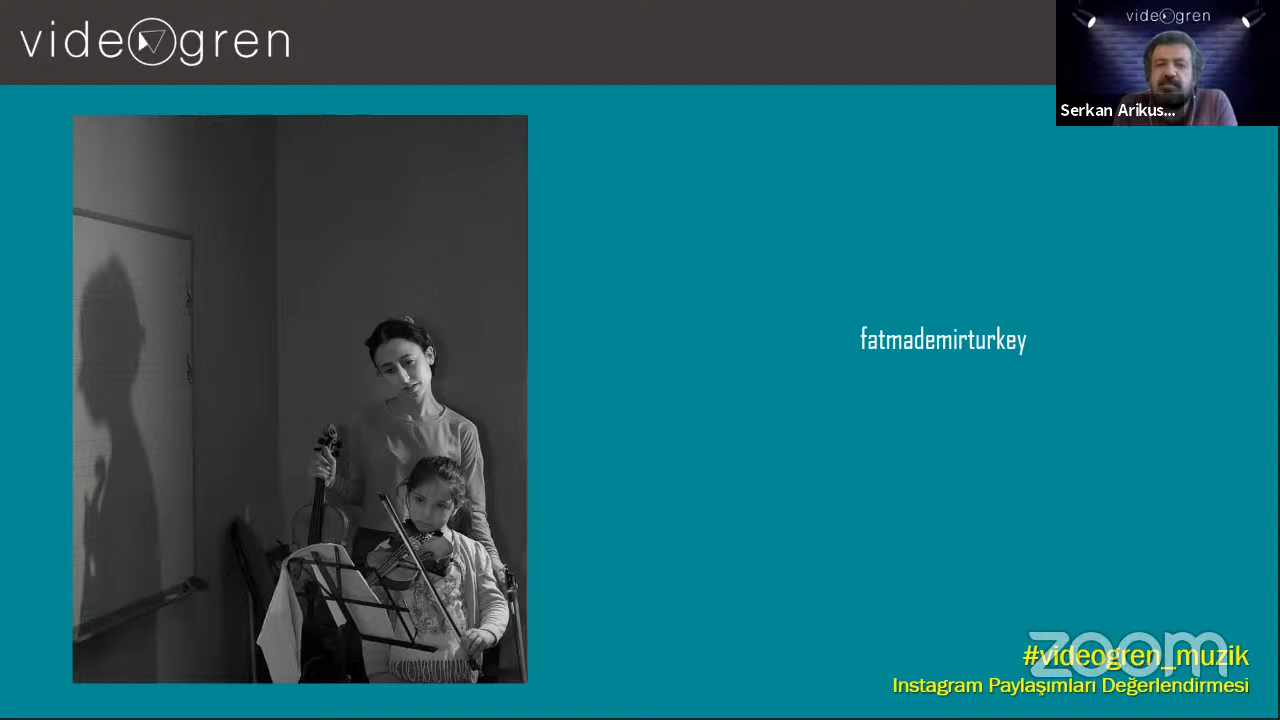 videogren
videogren
Serkan Arikus...
fatmademirturkey
zoom
#videogren_muzik
Instagram Paylaşımları Değerlendirmesi